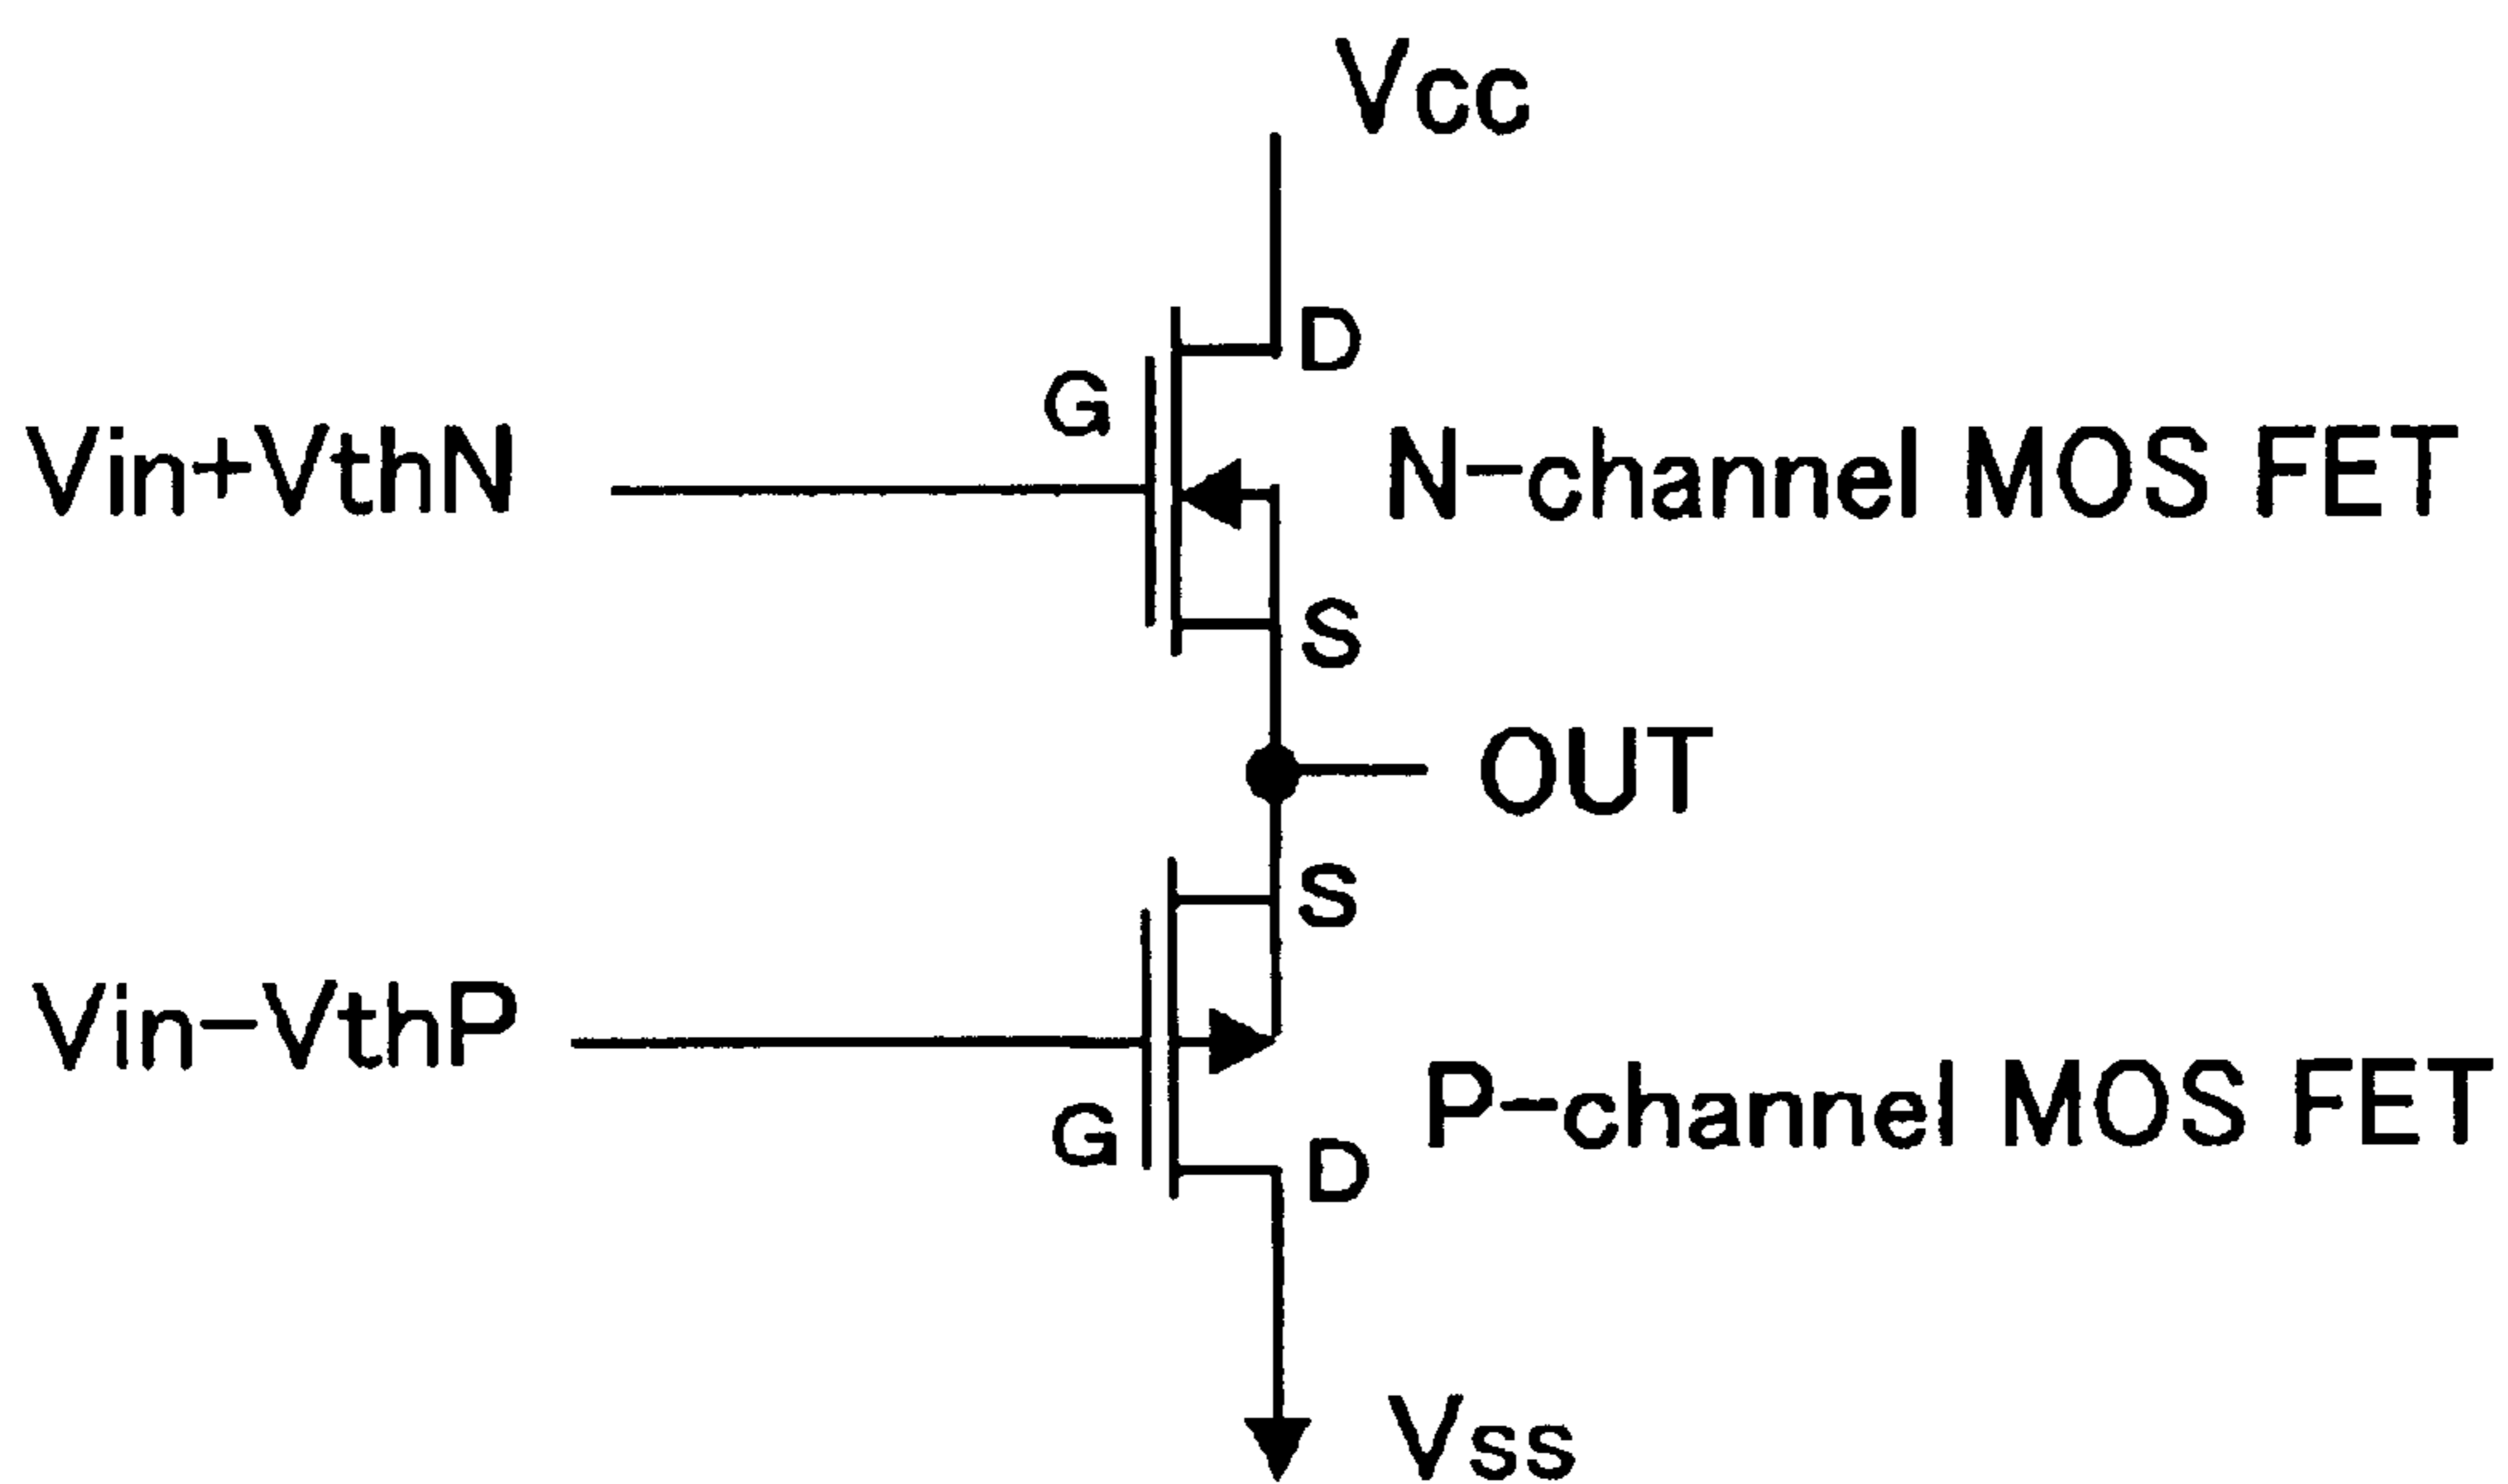 Vcc
D
G
Vin+VthN
N-channel MOS FET
S
OUT
S
Vin-VthP
P-channel MOS FET
G
D
Vss